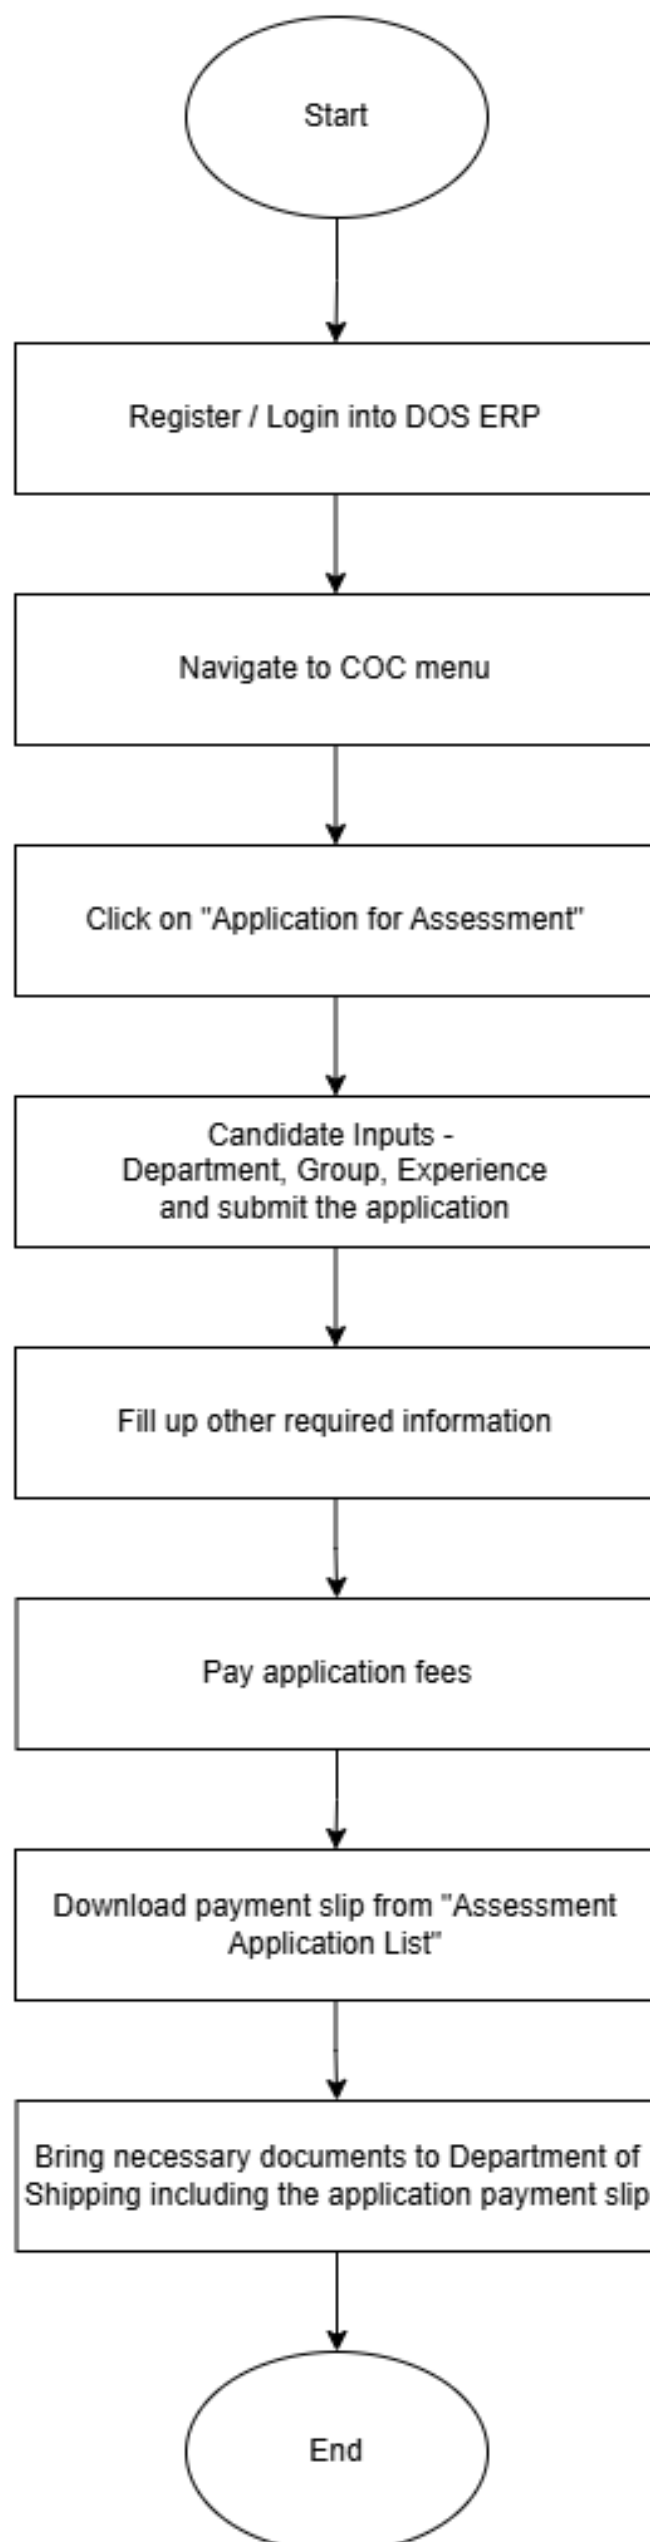 Start
Register / Login into DOS ERP
Navigate to COC menu
Click on "Application for Assessment"
Candidate Inputs -
Department, Group, Experience
and submit the application
Fill up other required information
Pay application fees
Download payment slip from "Assessment
Application List"
Bring necessary documents to Department of
Shipping including the application payment slip
End